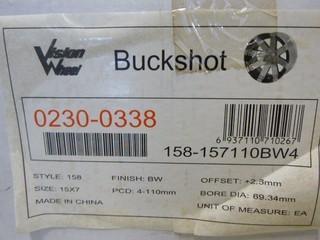 Vision
Wheel
Buckshot
0230-0338
6 937110 710267
158-157110BW4
STYLE: 158 FINISH: BW OFFSET: +2.3mm
SIZE: 15X7 PCD: 4-110mm BORE DIA: 69.34mm
MADE IN CHINA UNIT OF MEASURE: EA